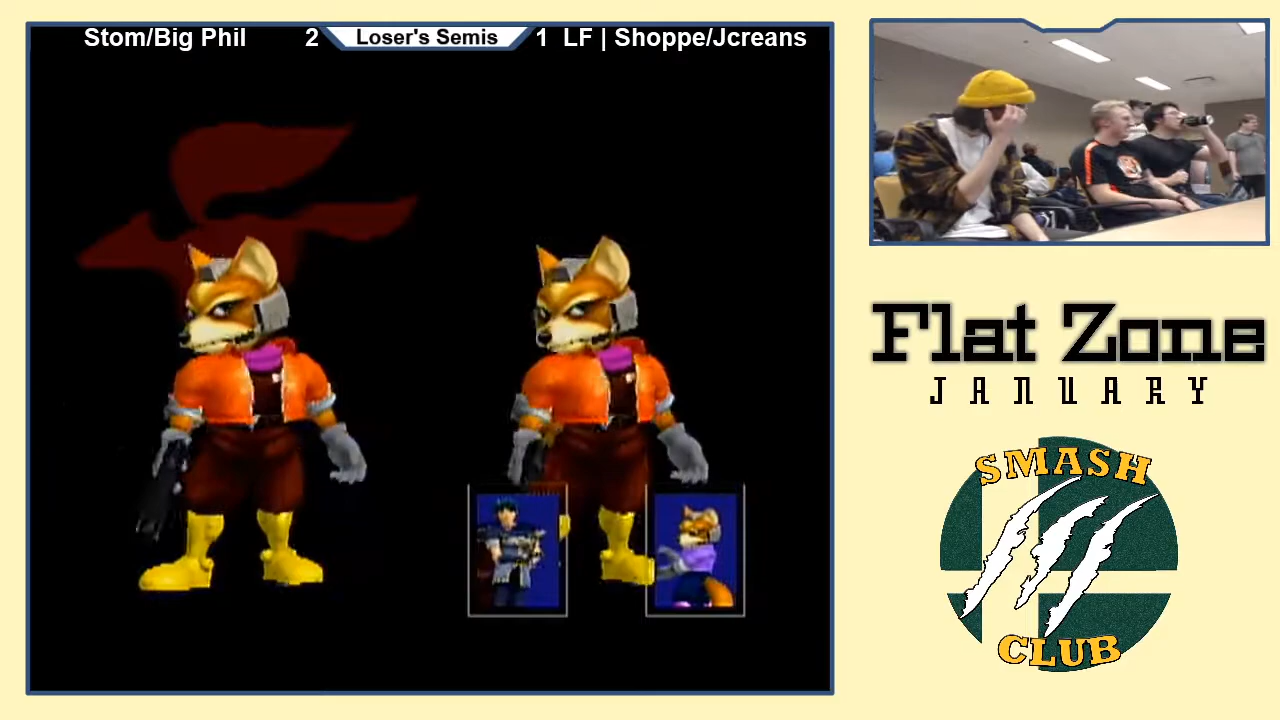 Stom/Big Phil 2 Loser's Semis 1 LF | Shoppe/Jcreans
Flat Zone
JANUARY
SMASH
CLUB